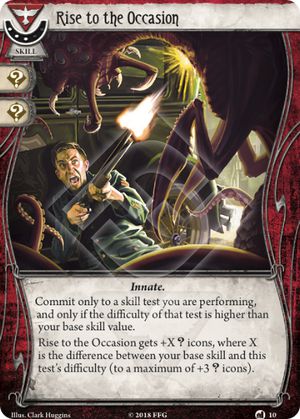 Rise to the Occasion
SKILL
?
?
Innate.
Commit only to a skill test you are performing,
and only if the difficulty of that test is higher than
your base skill value.
Rise to the Occasion gets +X ? icons, where X
is the difference between your base skill and this
test's difficulty (to a maximum of +3 ? icons).
Illus. Clark Huggins © 2018 FFG 10